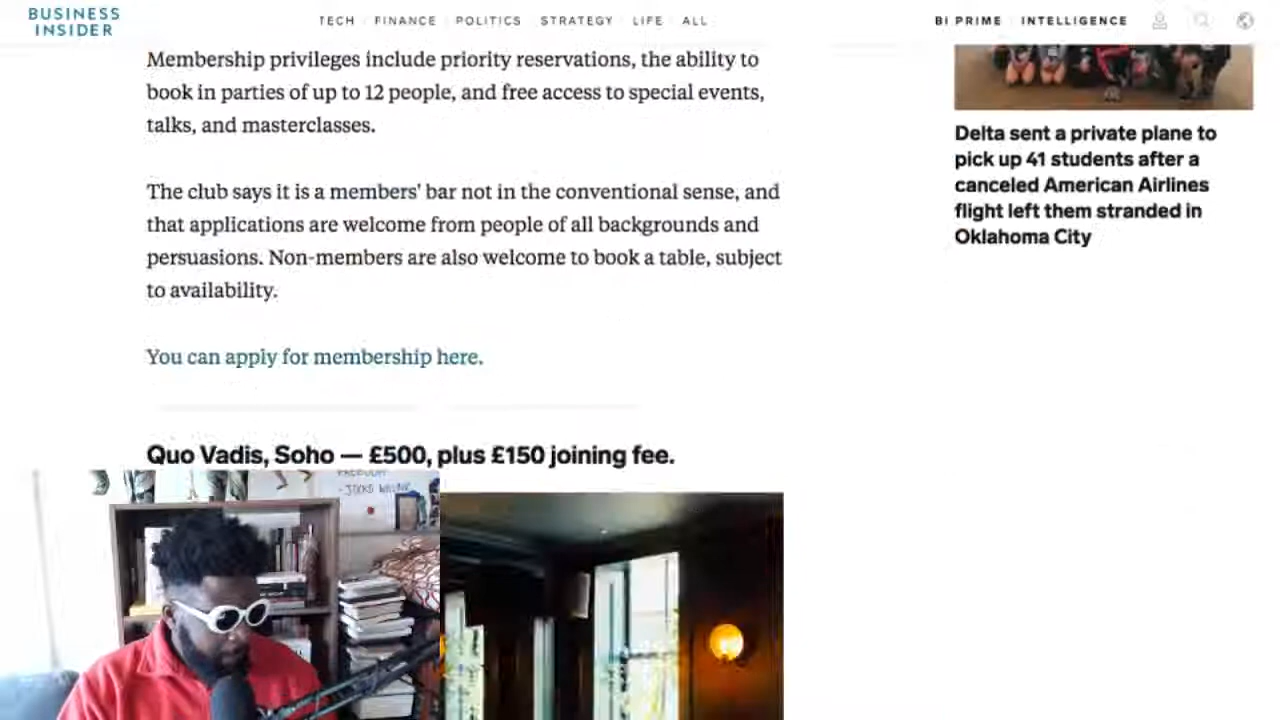 BUSINESS
INSIDER
TECH FINANCE POLITICS STRATEGY LIFE ALL
BI PRIME INTELLIGENCE
Membership privileges include priority reservations, the ability to
book in parties of up to 12 people, and free access to special events,
talks, and masterclasses.
The club says it is a members' bar not in the conventional sense, and
that applications are welcome from people of all backgrounds and
persuasions. Non-members are also welcome to book a table, subject
to availability.
You can apply for membership here.
Quo Vadis, Soho — £500, plus £150 joining fee.
Delta sent a private plane to
pick up 41 students after a
canceled American Airlines
flight left them stranded in
Oklahoma City